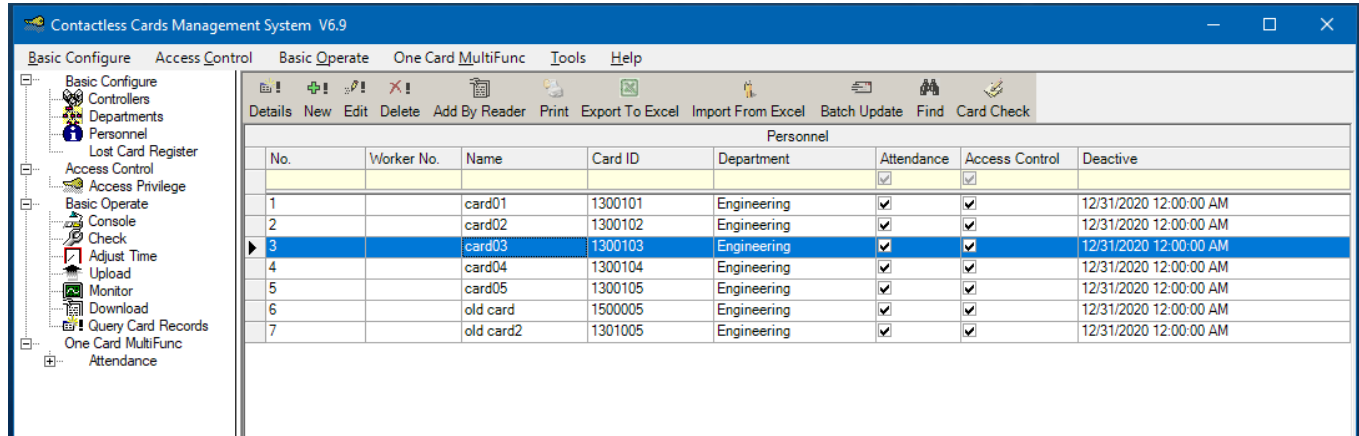 Contactless Cards Management System V6.9
Basic Configure Access Control Basic Operate One Card MultiFunc Tools Help
Basic Configure
Controllers
Departments
Personnel
Lost Card Register
Access Control
Access Privilege
Basic Operate
Console
Check
Adjust Time
Upload
Monitor
Download
Query Card Records
One Card MultiFunc
Attendance
Details New Edit Delete Add By Reader Print Export To Excel Import From Excel Batch Update Find Card Check
Personnel
No. Worker No. Name Card ID Department Attendance Access Control Deactive
1 card01 1300101 Engineering 12/31/2020 12:00:00 AM
2 card02 1300102 Engineering 12/31/2020 12:00:00 AM
3 card03 1300103 Engineering 12/31/2020 12:00:00 AM
4 card04 1300104 Engineering 12/31/2020 12:00:00 AM
5 card05 1300105 Engineering 12/31/2020 12:00:00 AM
6 old card 1500005 Engineering 12/31/2020 12:00:00 AM
7 old card2 1301005 Engineering 12/31/2020 12:00:00 AM